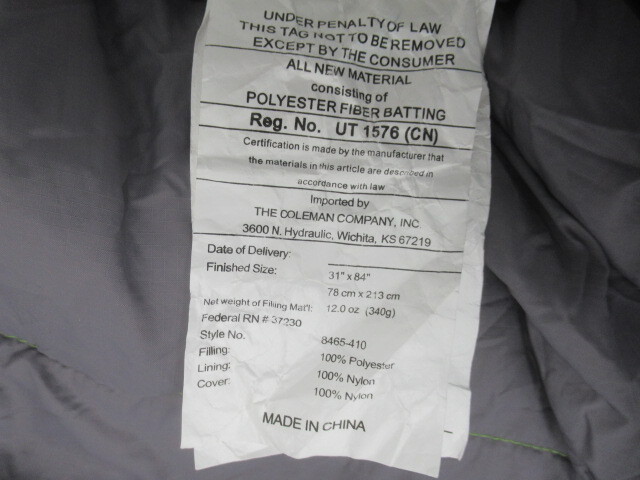 UNDER PENALTY OF LAW
THIS TAG NOT TO BE REMOVED
EXCEPT BY THE CONSUMER
ALL NEW MATERIAL
consisting of
POLYESTER FIBER BATTING
Reg. No. UT 1576 (CN)
Certification is made by the manufacturer that
the materials in this article are described in
accordance with law
Imported by
THE COLEMAN COMPANY, INC
3600 N. Hydraulic, Wichita, KS 67219
Date of Delivery:
Finished Size: 31" x 84"
78 cm x 213 cm
Net weight of Filling Mat'l: 12.0 oz (340g)
Federal RN # 37230
Style No. 8465-410
Filling: 100% Polyester
Lining: 100% Nylon
Cover: 100% Nylon
MADE IN CHINA